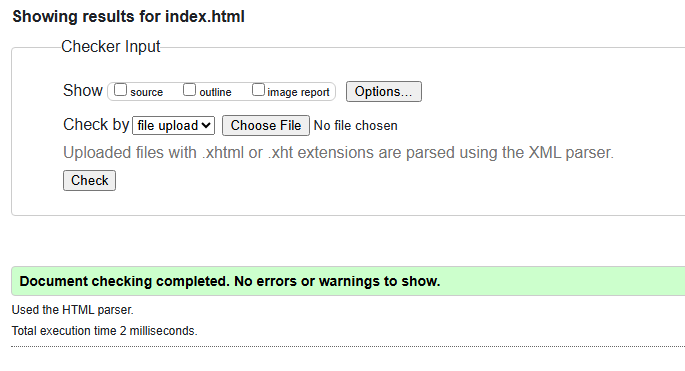 Showing results for index.html
Checker Input
Show source outline image report Options...
Check by file upload Choose File No file chosen
Uploaded files with .xhtml or .xht extensions are parsed using the XML parser.
Check
Document checking completed. No errors or warnings to show.
Used the HTML parser.
Total execution time 2 milliseconds.